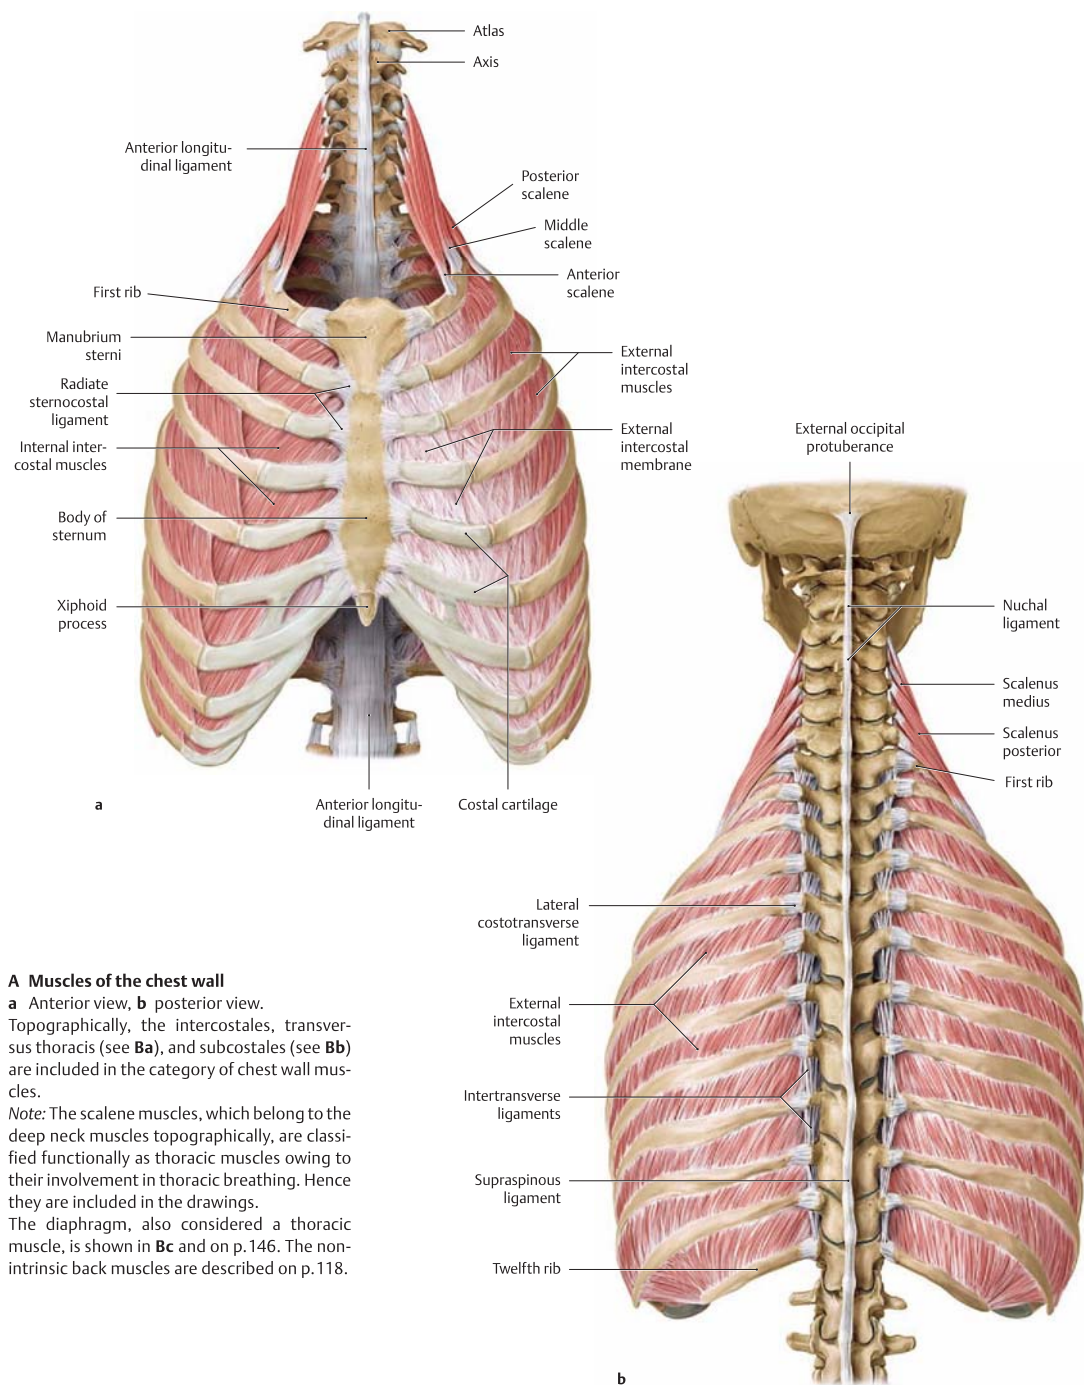 Atlas
Axis
Anterior longitu-
dinal ligament
Posterior
scalene
Middle
scalene
Anterior
scalene
First rib
Manubrium
sterni
Radiate
sternocostal
ligament
Internal inter-
costal muscles
Body of
sternum
Xiphoid
process
External
intercostal
muscles
External
intercostal
membrane
Anterior longitu-
dinal ligament
Costal cartilage
a
External occipital
protuberance
Nuchal
ligament
Scalenus
medius
Scalenus
posterior
First rib
Lateral
costotransverse
ligament
External
intercostal
muscles
Intertransverse
ligaments
Supraspinous
ligament
Twelfth rib
b
A Muscles of the chest wall
a Anterior view, b posterior view.
Topographically, the intercostales, transver-
sus thoracis (see Ba), and subcostales (see Bb)
are included in the category of chest wall mus-
cles.
Note: The scalene muscles, which belong to the
deep neck muscles topographically, are classi-
fied functionally as thoracic muscles owing to
their involvement in thoracic breathing. Hence
they are included in the drawings.
The diaphragm, also considered a thoracic
muscle, is shown in Bc and on p.146. The non-
intrinsic back muscles are described on p.118.